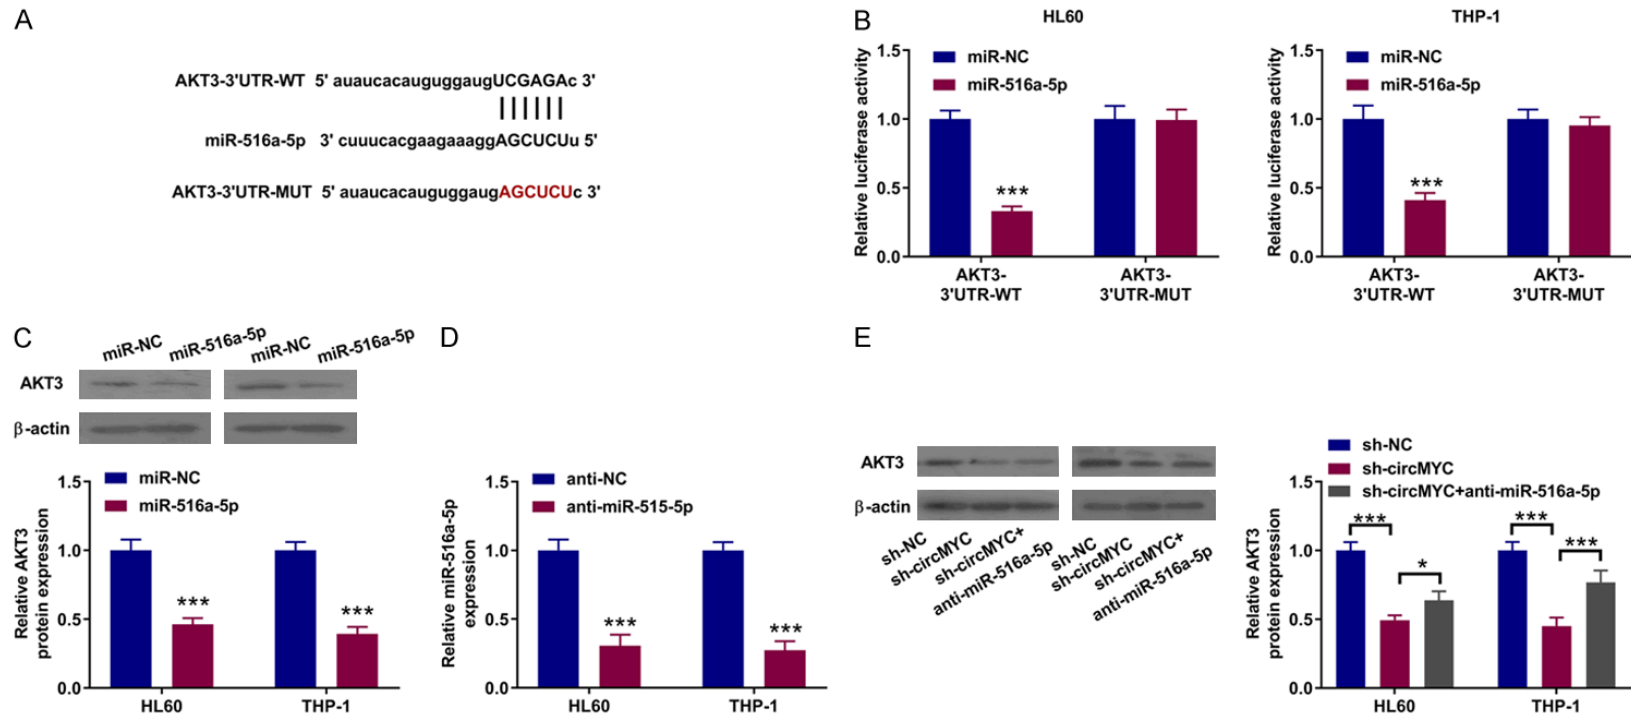 A
AKT3-3'UTR-WT 5' auaucacauguggaugUCGAGAc 3'
miR-516a-5p 3' cuuucacgaagaaaggAGCUCUu 5'
AKT3-3'UTR-MUT 5' auaucacauguggaugAGCUCUc 3'
B
HL60
Relative luciferase activity
1.5
1.0
0.5
0.0
miR-NC
miR-516a-5p
***
AKT3-
3'UTR-WT
AKT3-
3'UTR-MUT
THP-1
Relative luciferase activity
1.5
1.0
0.5
0.0
miR-NC
miR-516a-5p
***
AKT3-
3'UTR-WT
AKT3-
3'UTR-MUT
C
miR-NC
miR-516a-5p
miR-NC
miR-516a-5p
AKT3
β-actin
miR-NC
miR-516a-5p
Relative AKT3
protein expression
1.5
1.0
0.5
0.0
***
***
HL60
THP-1
D
anti-NC
anti-miR-515-5p
Relative miR-516a-5p
expression
1.5
1.0
0.5
0.0
***
***
HL60
THP-1
E
AKT3
β-actin
sh-NC
sh-circMYC
sh-circMYC+
anti-miR-516a-5p
sh-NC
sh-circMYC
sh-circMYC+
anti-miR-516a-5p
sh-NC
sh-circMYC
sh-circMYC+anti-miR-516a-5p
Relative AKT3
protein expression
1.5
1.0
0.5
0.0
***
*
***
***
HL60
THP-1